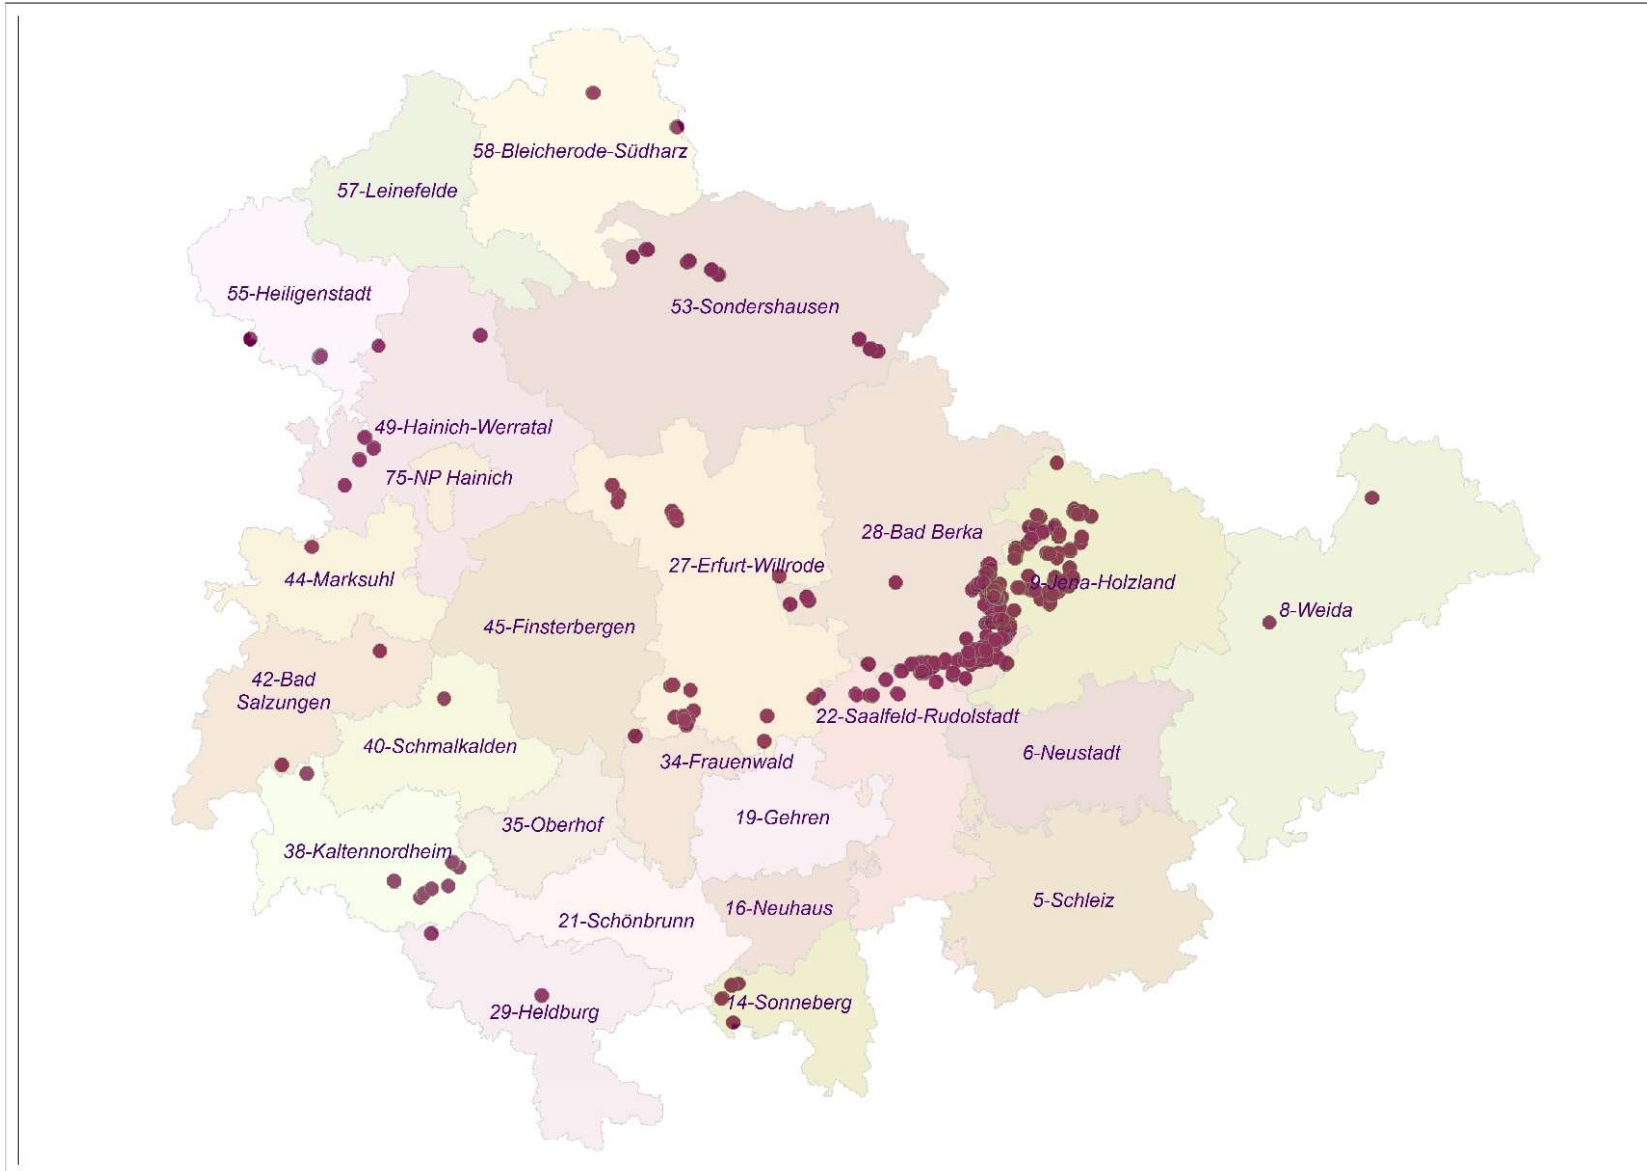 58-Bleicherode-Südharz
57-Leinefelde
55-Heiligenstadt
53-Sondershausen
49-Hainich-Werratal
75-NP Hainich
28-Bad Berka
27-Erfurt-Willrode
44-Marksuhl
9-Jena-Holzland
8-Weida
45-Finsterbergen
42-Bad
Salzungen
22-Saalfeld-Rudolstadt
40-Schmalkalden
6-Neustadt
34-Frauenwald
19-Gehren
35-Oberhof
38-Kaltennordheim
5-Schleiz
16-Neuhaus
21-Schönbrunn
14-Sonneberg
29-Heldburg